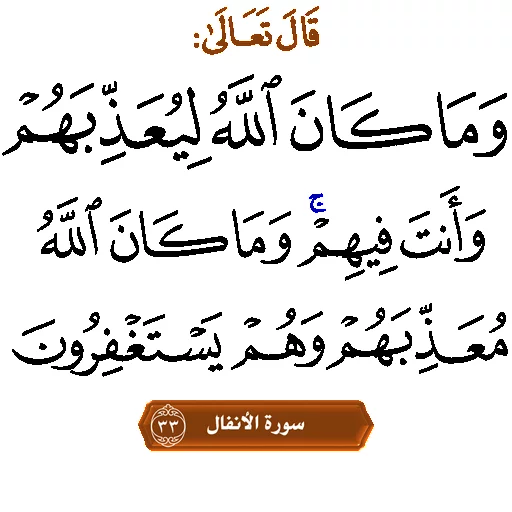 قَالَ تَعَالَىٰ:
وَمَا كَانَ ٱللَّهُ لِيُعَذِّبَهُمْ
وَأَنتَ فِيهِمْ ۚ وَمَا كَانَ ٱللَّهُ
مُعَذِّبَهُمْ وَهُمْ يَسْتَغْفِرُونَ
سورة الأنفال ٣٣